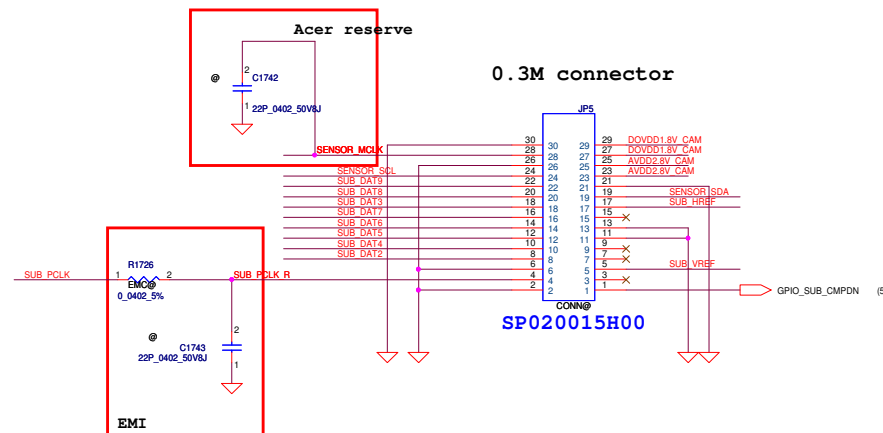 Acer reserve
@
2
C1742
1
22P_0402_50V8J
0.3M connector
JP5
SENSOR_MCLK
SENSOR_SCL
SUB_DAT9
SUB_DAT8
SUB_DAT3
SUB_DAT7
SUB_DAT6
SUB_DAT5
SUB_DAT4
SUB_DAT2
30 30 29 29 DOVDD1.8V_CAM
28 28 27 27 DOVDD1.8V_CAM
26 26 25 25 AVDD2.8V_CAM
24 24 23 23 AVDD2.8V_CAM
22 22 21 21
20 20 19 19 SENSOR_SDA
18 18 17 17 SUB_HREF
16 16 15 15
14 14 13 13
12 12 11 11
10 10 9 9
8 8 7 7
6 6 5 5 SUB_VREF
4 4 3 3
2 2 1 1
GPIO_SUB_CMPDN (5
CONN@
SP020015H00
SUB_PCLK
R1726
1 2
EMC@
0_0402_5%
SUB_PCLK_R
@
2
C1743
22P_0402_50V8J
1
EMI